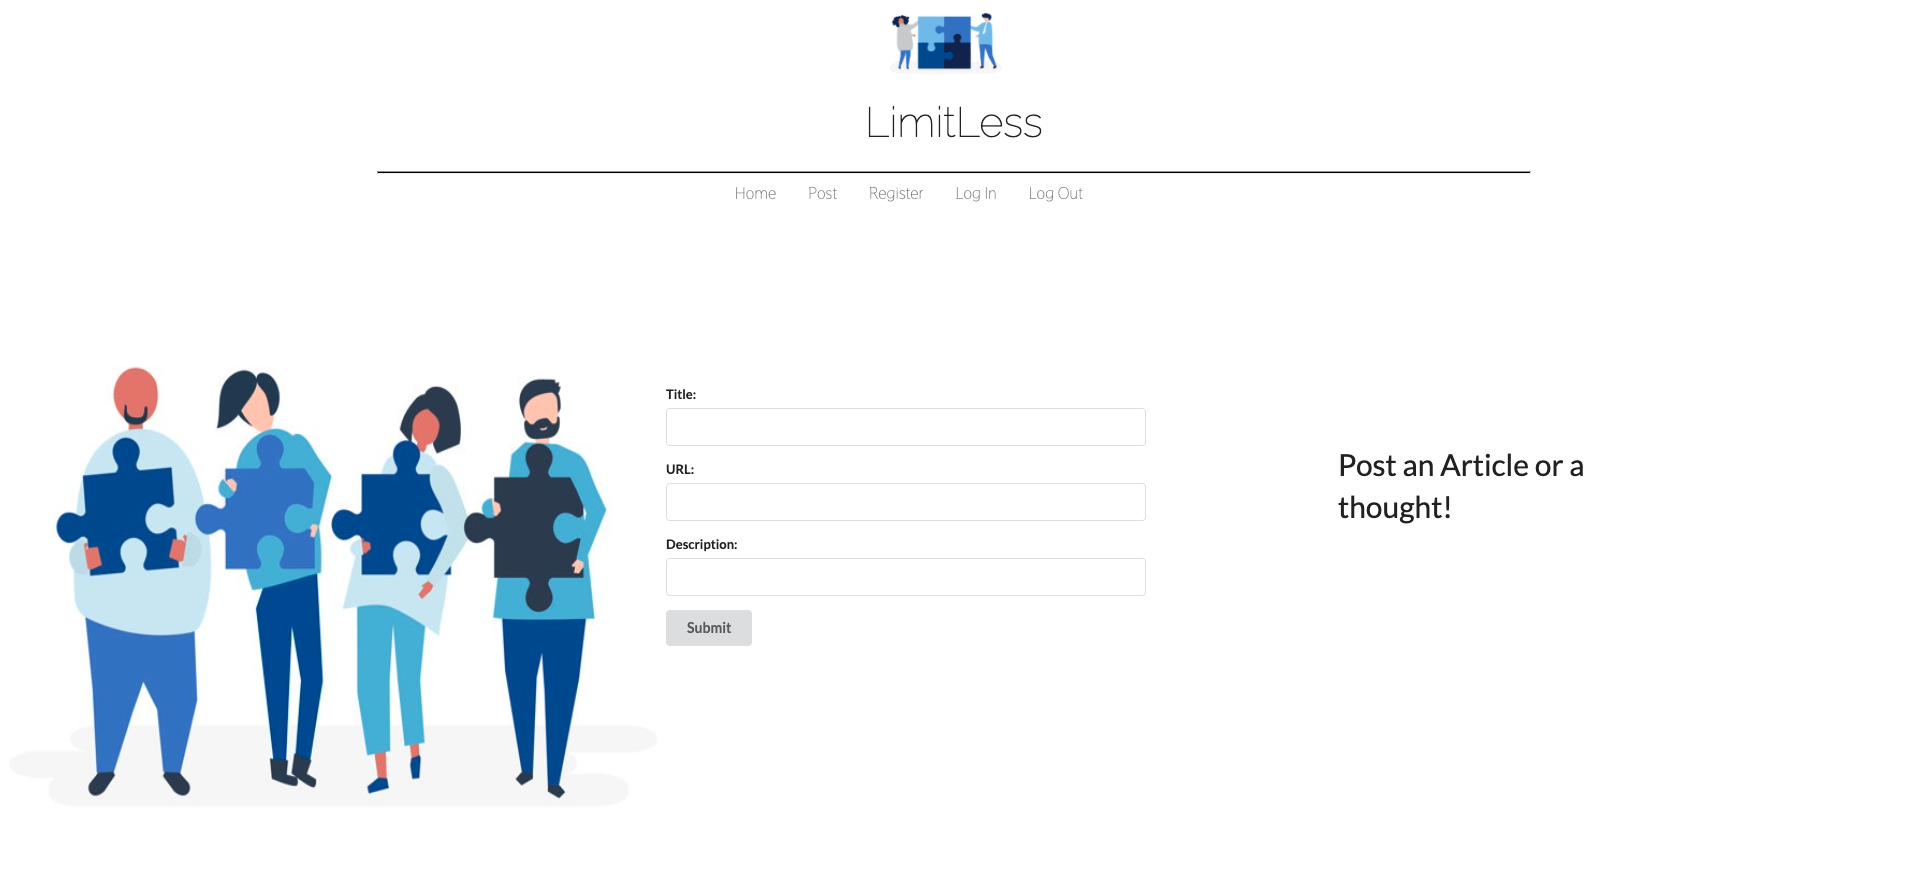 LimitLess
Home Post Register Log In Log Out
Title:
URL:
Description:
Submit
Post an Article or a
thought!